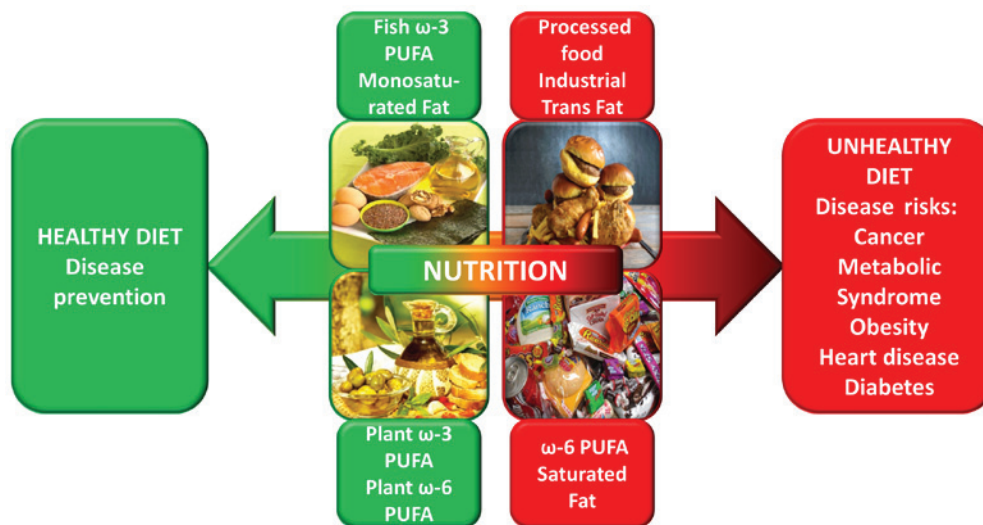 Fish ω-3
PUFA
Monosatu-
rated Fat
Processed
food
Industrial
Trans Fat
HEALTHY DIET
Disease
prevention
NUTRITION
UNHEALTHY
DIET
Disease risks:
Cancer
Metabolic
Syndrome
Obesity
Heart disease
Diabetes
Plant ω-3
PUFA
Plant ω-6
PUFA
ω-6 PUFA
Saturated
Fat